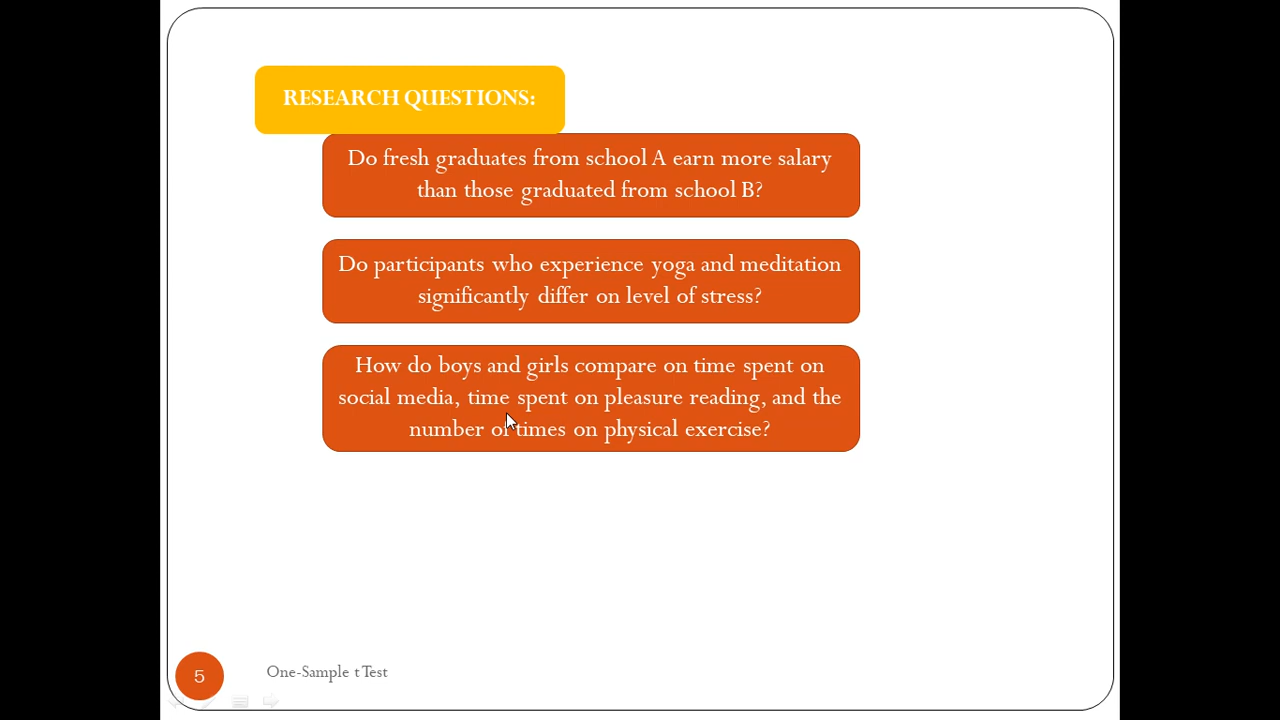 RESEARCH QUESTIONS:
Do fresh graduates from school A earn more salary
than those graduated from school B?
Do participants who experience yoga and meditation
significantly differ on level of stress?
How do boys and girls compare on time spent on
social media, time spent on pleasure reading, and the
number of times on physical exercise?
5
One-Sample t Test